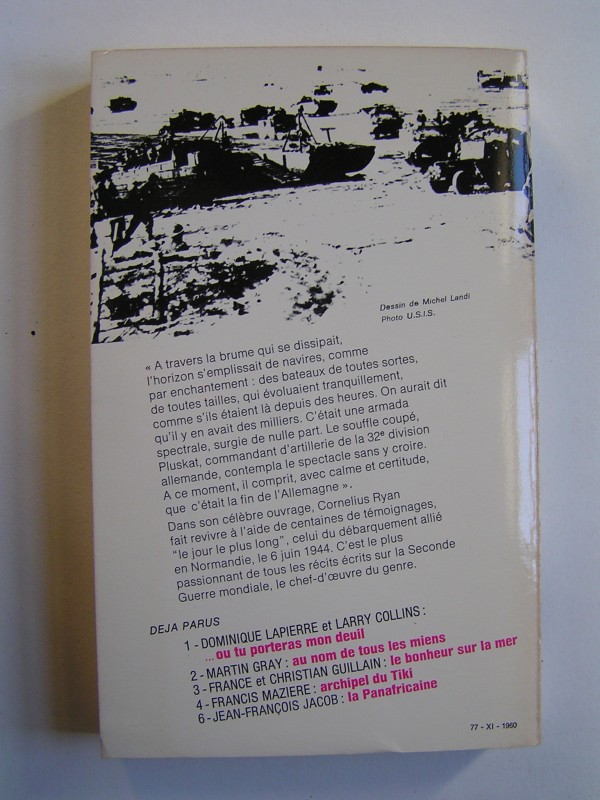 Dessin de Michel Landi
Photo U.S.I.S.
« A travers la brume qui se dissipait,
l'horizon s'emplissait de navires, comme
par enchantement : des bateaux de toutes sortes,
de toutes tailles, qui évoluaient tranquillement,
comme s'ils étaient là depuis des heures. On aurait dit
qu'il y en avait des milliers. C'était une armada
spectrale, surgie de nulle part. Le souffle coupé,
Pluskat, commandant d'artillerie de la 32e division
allemande, contempla le spectacle sans y croire.
A ce moment, il comprit, avec calme et certitude,
que c'était la fin de l'Allemagne ».
Dans son célèbre ouvrage, Cornelius Ryan
fait revivre à l'aide de centaines de témoignages,
"le jour le plus long", celui du débarquement allié
en Normandie, le 6 juin 1944. C'est le plus
passionnant de tous les récits écrits sur la Seconde
Guerre mondiale, le chef-d'œuvre du genre.
DEJA PARUS
1 - DOMINIQUE LAPIERRE et LARRY COLLINS :
...ou tu porteras mon deuil
2 - MARTIN GRAY : au nom de tous les miens
3 - FRANCE et CHRISTIAN GUILLAIN : le bonheur sur la mer
4 - FRANCIS MAZIERE : archipel du Tiki
6 - JEAN-FRANÇOIS JACOB : la Panafricaine
77 - XI - 1960